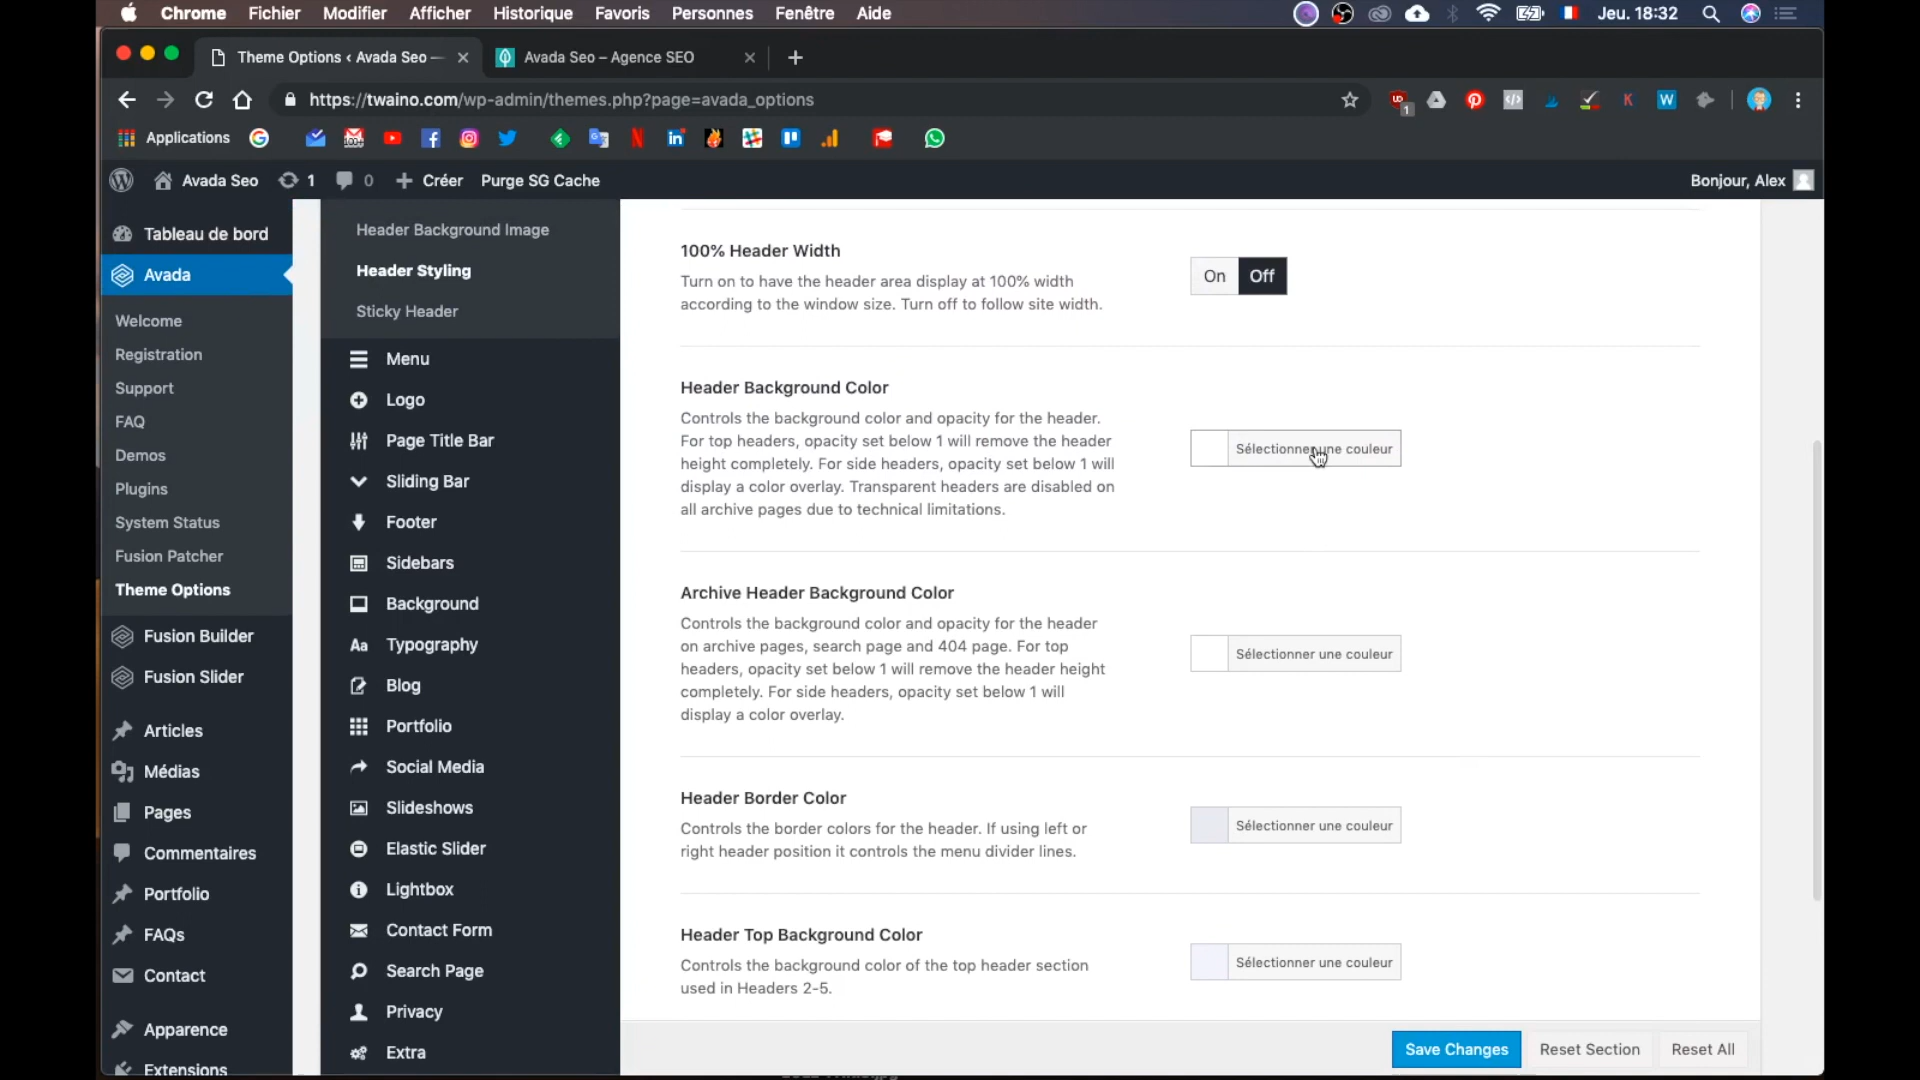 Chrome Fichier Modifier Afficher Historique Favoris Personnes Fenêtre Aide Jeu. 18:32
Theme Options ‹ Avada Seo — Avada Seo – Agence SEO
https://twaino.com/wp-admin/themes.php?page=avada_options
Applications
Avada Seo 1 0 Créer Purge SG Cache Bonjour, Alex
Tableau de bord
Avada
Welcome
Registration
Support
FAQ
Demos
Plugins
System Status
Fusion Patcher
Theme Options
Fusion Builder
Fusion Slider
Articles
Médias
Pages
Commentaires
Portfolio
FAQs
Contact
Apparence
Extensions
Header Background Image
Header Styling
Sticky Header
Menu
Logo
Page Title Bar
Sliding Bar
Footer
Sidebars
Background
Typography
Blog
Portfolio
Social Media
Slideshows
Elastic Slider
Lightbox
Contact Form
Search Page
Privacy
Extra
100% Header Width
Turn on to have the header area display at 100% width
according to the window size. Turn off to follow site width.
On Off
Header Background Color
Controls the background color and opacity for the header.
For top headers, opacity set below 1 will remove the header
height completely. For side headers, opacity set below 1 will
display a color overlay. Transparent headers are disabled on
all archive pages due to technical limitations.
Sélectionner une couleur
Archive Header Background Color
Controls the background color and opacity for the header
on archive pages, search page and 404 page. For top
headers, opacity set below 1 will remove the header height
completely. For side headers, opacity set below 1 will
display a color overlay.
Sélectionner une couleur
Header Border Color
Controls the border colors for the header. If using left or
right header position it controls the menu divider lines.
Sélectionner une couleur
Header Top Background Color
Controls the background color of the top header section
used in Headers 2-5.
Sélectionner une couleur
Save Changes Reset Section Reset All